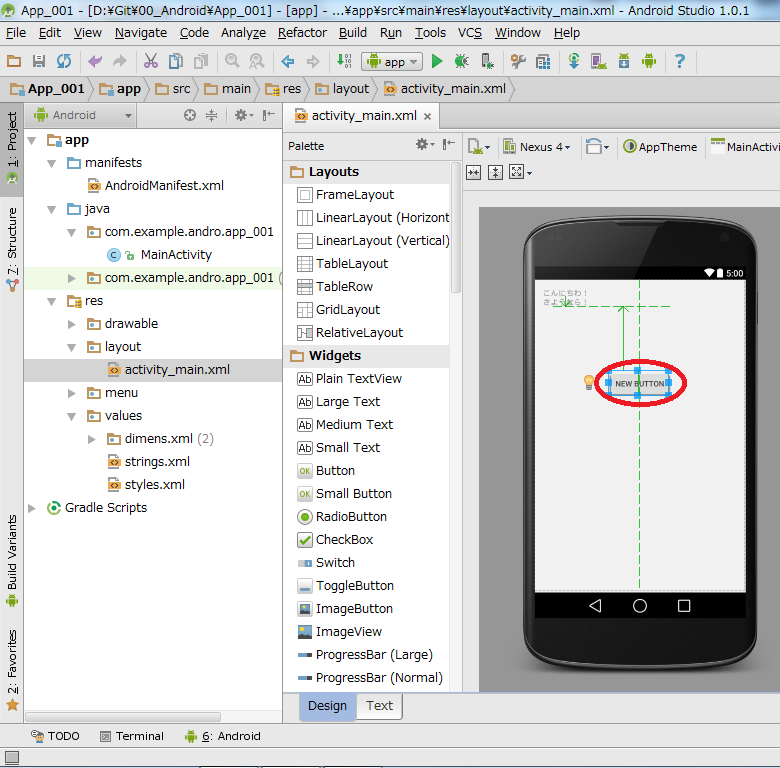 App_001 - [D:¥Git¥00_Android¥App_001] - [app] - ...¥app¥src¥main¥res¥layout¥activity_main.xml - Android Studio 1.0.1
File Edit View Navigate Code Analyze Refactor Build Run Tools VCS Window Help
app
App_001 app src main res layout activity_main.xml
1: Project
7: Structure
Build Variants
2: Favorites
Android
app
manifests
AndroidManifest.xml
java
com.example.andro.app_001
MainActivity
com.example.andro.app_001 (
res
drawable
layout
activity_main.xml
menu
values
dimens.xml (2)
strings.xml
styles.xml
Gradle Scripts
activity_main.xml
Palette
Layouts
FrameLayout
LinearLayout (Horizont
LinearLayout (Vertical)
TableLayout
TableRow
GridLayout
RelativeLayout
Widgets
Ab Plain TextView
Ab Large Text
Ab Medium Text
Ab Small Text
OK Button
OK Small Button
RadioButton
CheckBox
Switch
ToggleButton
ImageButton
ImageView
ProgressBar (Large)
ProgressBar (Normal)
Nexus 4 AppTheme MainActivi
5:00
こんにちわ！
さようなら！
NEW BUTTON
Design Text
TODO Terminal 6: Android